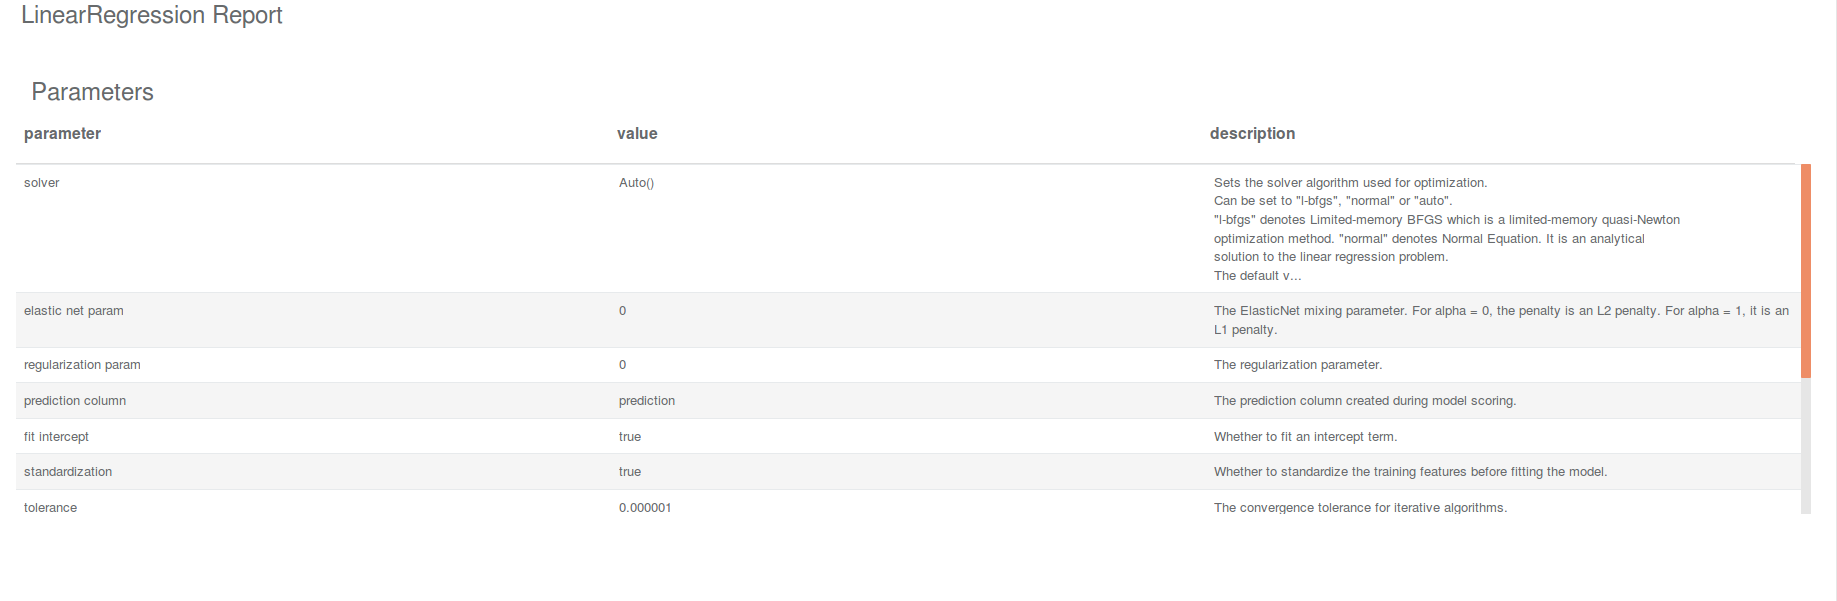 LinearRegression Report
Parameters
parameter value description
solver Auto() Sets the solver algorithm used for optimization.
Can be set to "l-bfgs", "normal" or "auto".
"l-bfgs" denotes Limited-memory BFGS which is a limited-memory quasi-Newton
optimization method. "normal" denotes Normal Equation. It is an analytical
solution to the linear regression problem.
The default v...
elastic net param 0 The ElasticNet mixing parameter. For alpha = 0, the penalty is an L2 penalty. For alpha = 1, it is an
L1 penalty.
regularization param 0 The regularization parameter.
prediction column prediction The prediction column created during model scoring.
fit intercept true Whether to fit an intercept term.
standardization true Whether to standardize the training features before fitting the model.
tolerance 0.000001 The convergence tolerance for iterative algorithms.